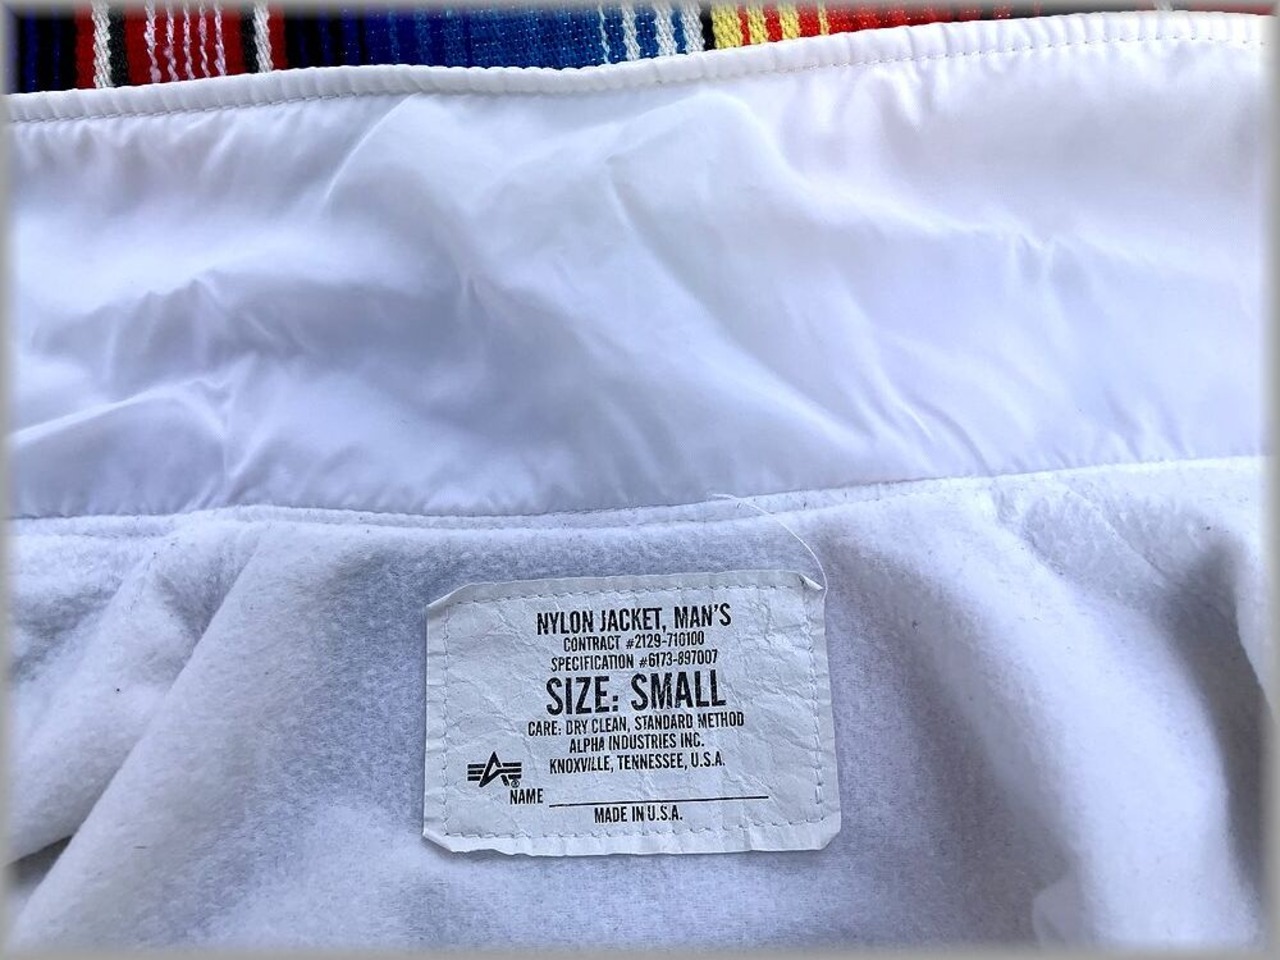 NYLON JACKET, MAN'S
CONTRACT #2129-710100
SPECIFICATION #6173-897007
SIZE: SMALL
CARE: DRY CLEAN, STANDARD METHOD
ALPHA INDUSTRIES INC.
KNOXVILLE, TENNESSEE, U.S.A.
®
NAME
MADE IN U.S.A.